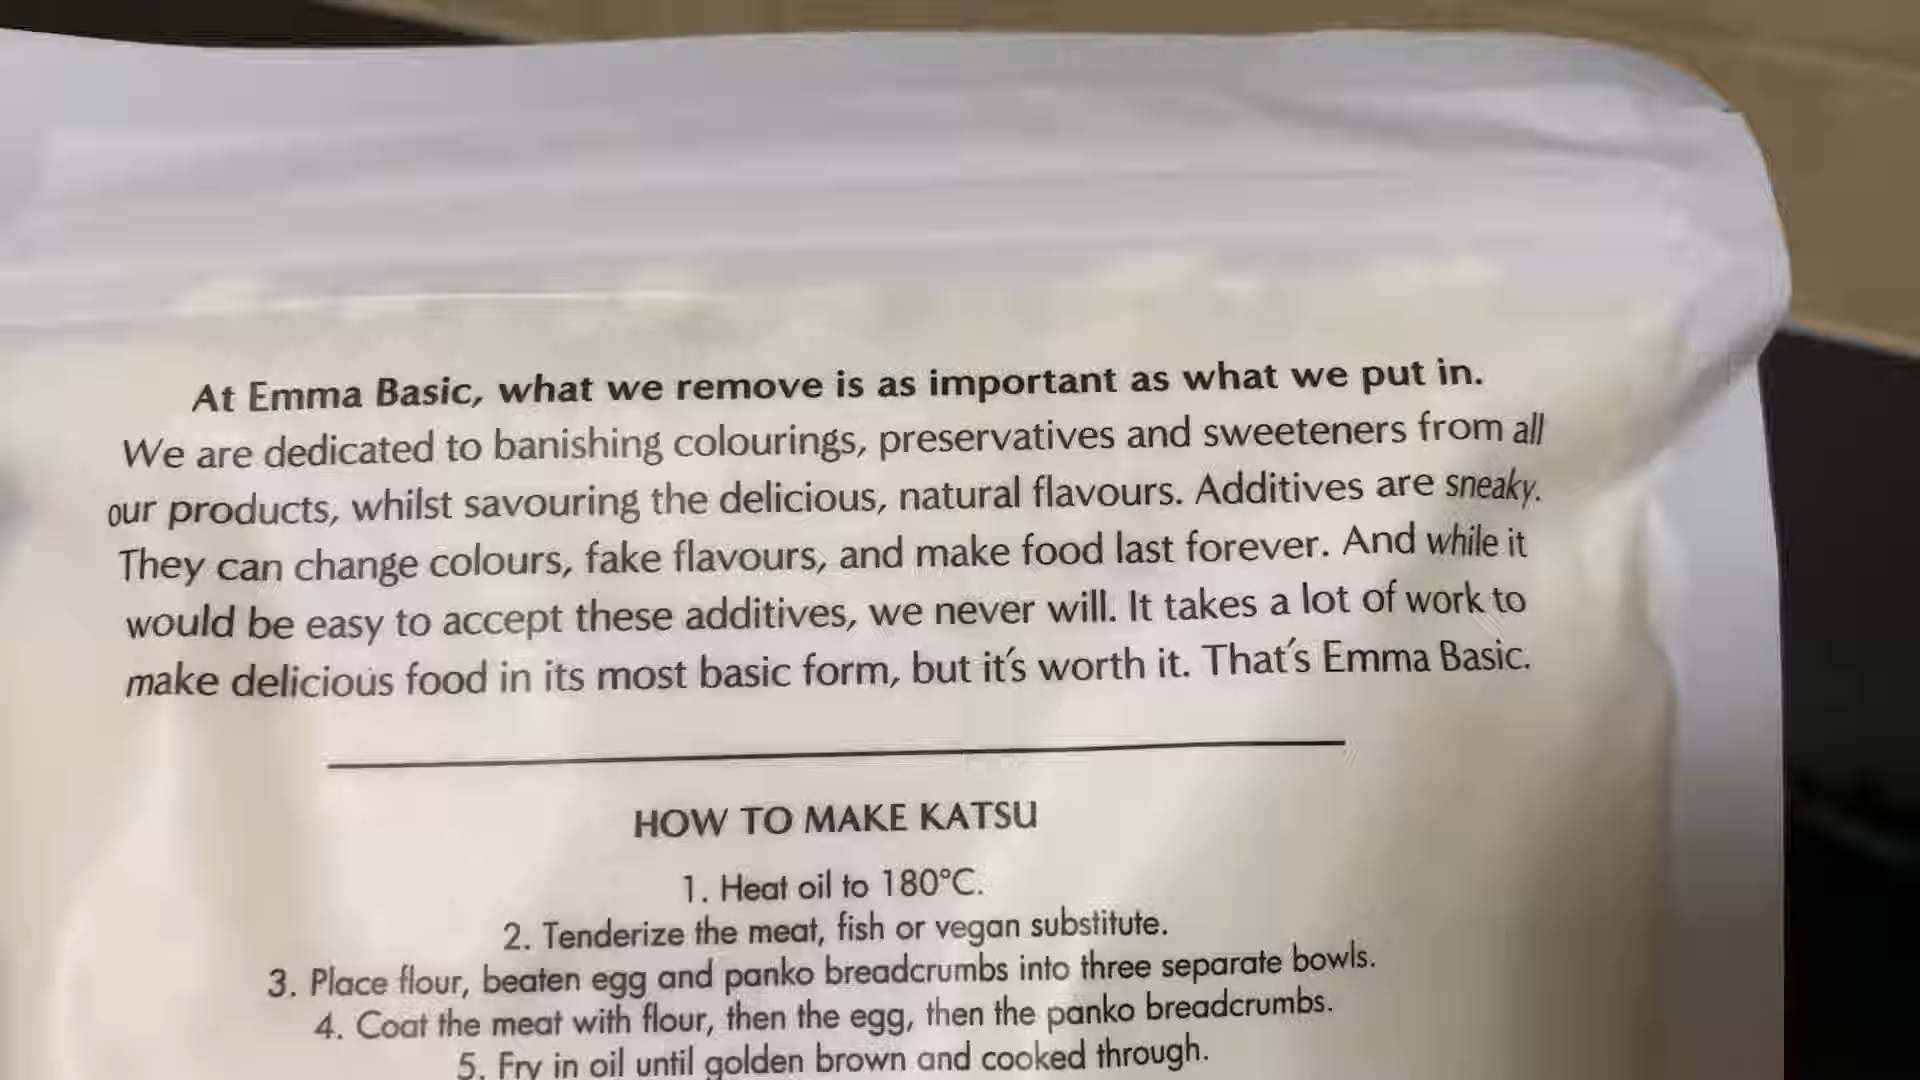 At Emma Basic, what we remove is as important as what we put in.
We are dedicated to banishing colourings, preservatives and sweeteners from all
our products, whilst savouring the delicious, natural flavours. Additives are sneaky.
They can change colours, fake flavours, and make food last forever. And while it
would be easy to accept these additives, we never will. It takes a lot of work to
make delicious food in its most basic form, but it's worth it. That's Emma Basic.
HOW TO MAKE KATSU
1. Heat oil to 180°C.
2. Tenderize the meat, fish or vegan substitute.
3. Place flour, beaten egg and panko breadcrumbs into three separate bowls.
4. Coat the meat with flour, then the egg, then the panko breadcrumbs.
5. Fry in oil until golden brown and cooked through.